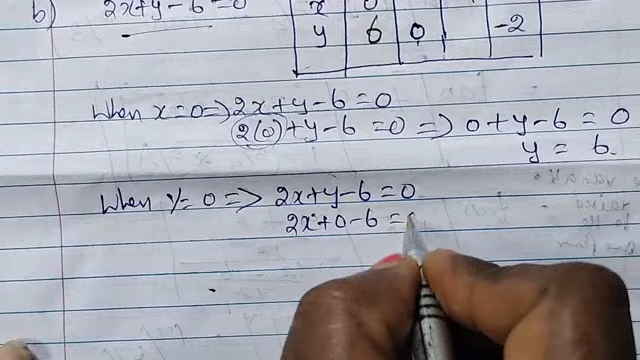 b) 2x+y-6=0
x 0
y 6 0 -2
When x=0 => 2x+y-6=0
2(0)+y-6=0 => 0+y-6=0
y = 6.
When y=0 => 2x+y-6=0
2x+0-6=